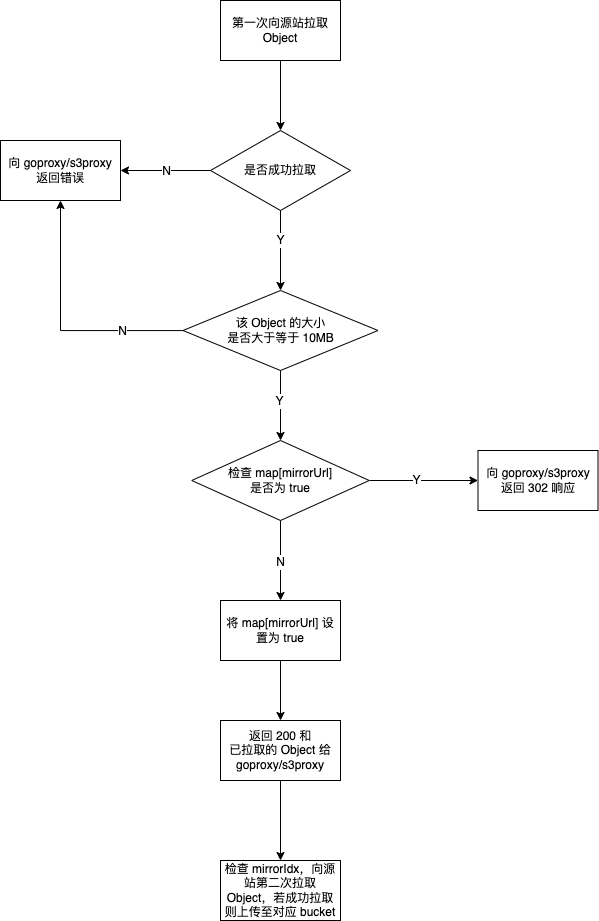 第一次向源站拉取
Object
向 goproxy/s3proxy
返回错误
N
是否成功拉取
Y
该 Object 的大小
是否大于等于 10MB
N
Y
检查 map[mirrorUrl]
是否为 true
Y
向 goproxy/s3proxy
返回 302 响应
N
将 map[mirrorUrl] 设
置为 true
返回 200 和
已拉取的 Object 给
goproxy/s3proxy
检查 mirrorIdx，向源
站第二次拉取
Object，若成功拉取
则上传至对应 bucket